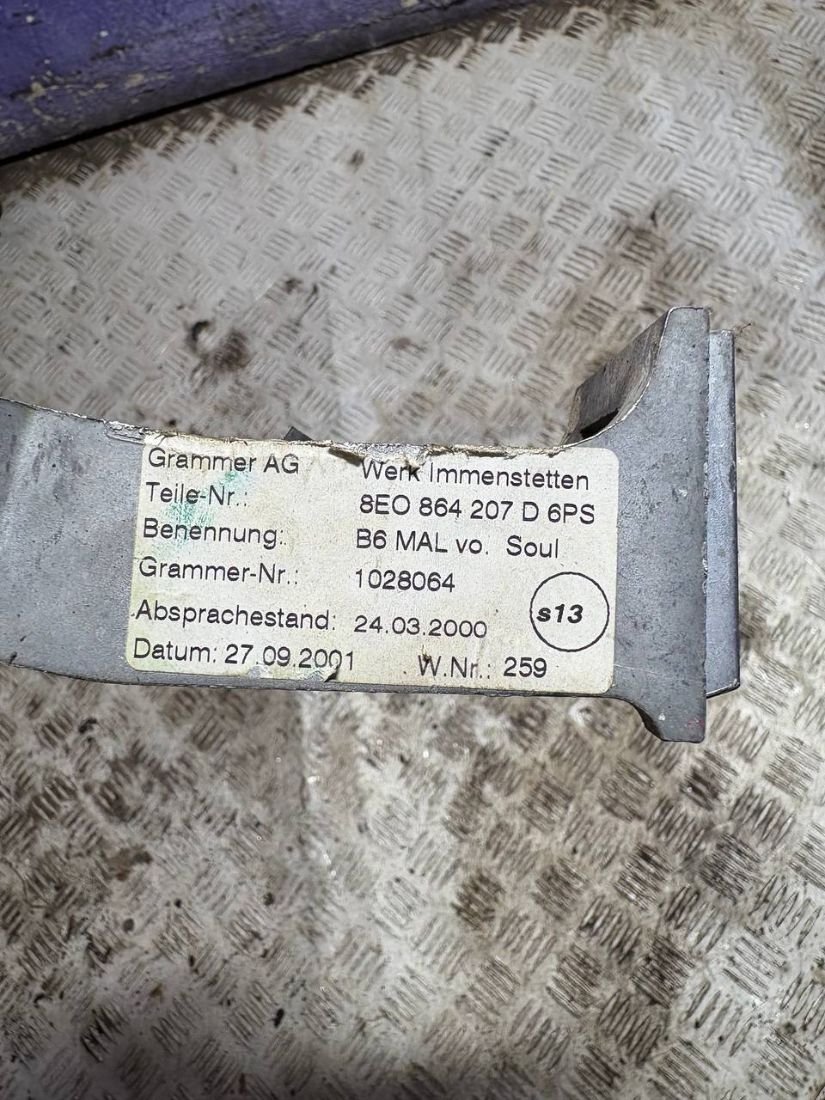 Grammer AG Werk Immenstetten
Teile-Nr.: 8EO 864 207 D 6PS
Benennung: B6 MAL vo. Soul
Grammer-Nr.: 1028064
Absprachestand: 24.03.2000 s13
Datum: 27.09.2001 W.Nr.: 259